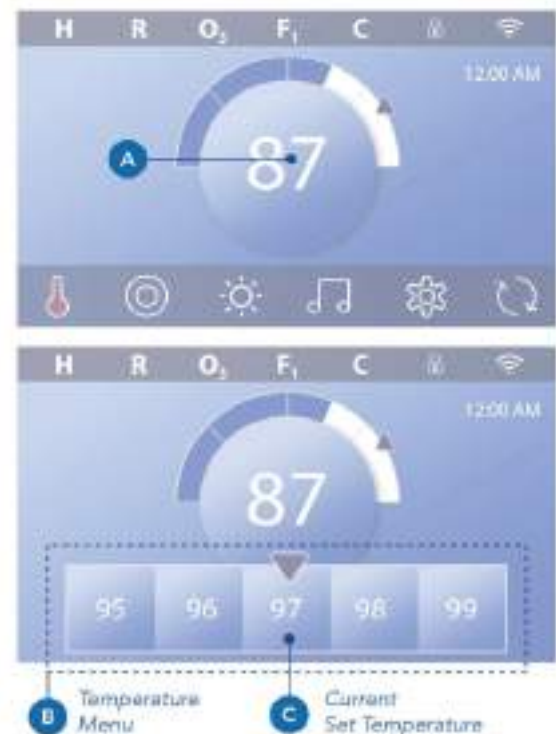 H R O₃ F₁ C
12:00 AM
A
87
H R O₃ F₁ C
12:00 AM
87
95 96 97 98 99
B Temperature Menu
C Current Set Temperature